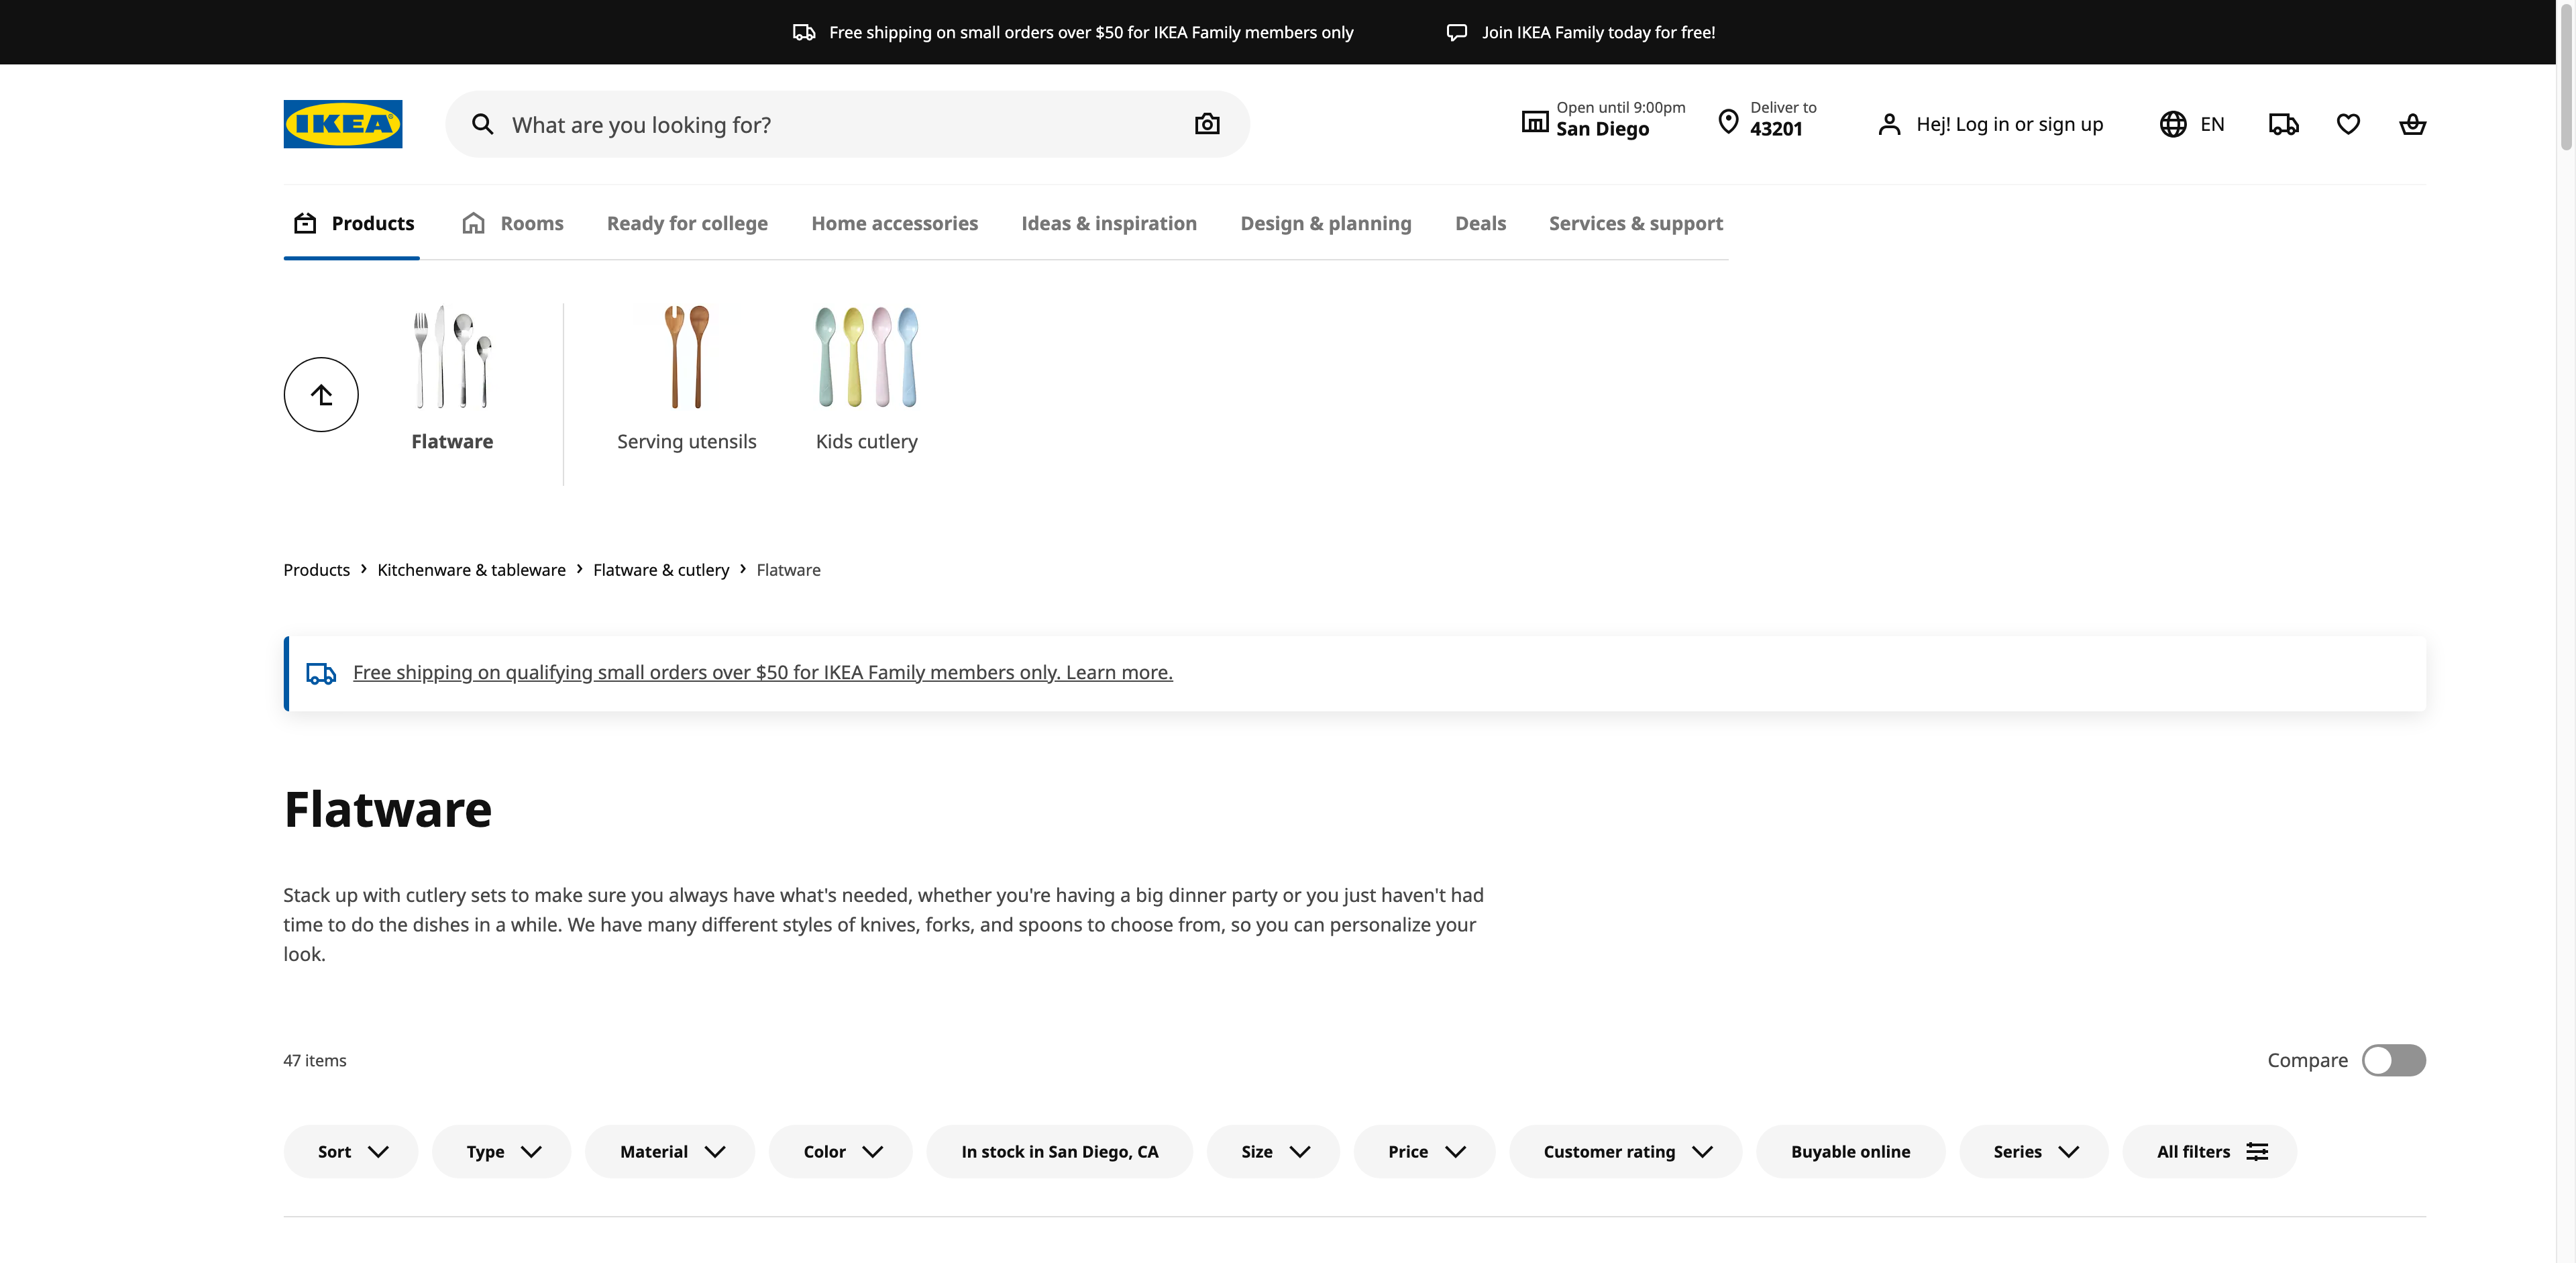 Free shipping on small orders over $50 for IKEA Family members only
Join IKEA Family today for free!
IKEA
What are you looking for?
Open until 9:00pm
San Diego
Deliver to
43201
Hej! Log in or sign up
EN
Products
Rooms
Ready for college
Home accessories
Ideas & inspiration
Design & planning
Deals
Services & support
Flatware
Serving utensils
Kids cutlery
Products › Kitchenware & tableware › Flatware & cutlery › Flatware
Free shipping on qualifying small orders over $50 for IKEA Family members only. Learn more.
Flatware
Stack up with cutlery sets to make sure you always have what's needed, whether you're having a big dinner party or you just haven't had
time to do the dishes in a while. We have many different styles of knives, forks, and spoons to choose from, so you can personalize your
look.
47 items
Compare
Sort
Type
Material
Color
In stock in San Diego, CA
Size
Price
Customer rating
Buyable online
Series
All filters